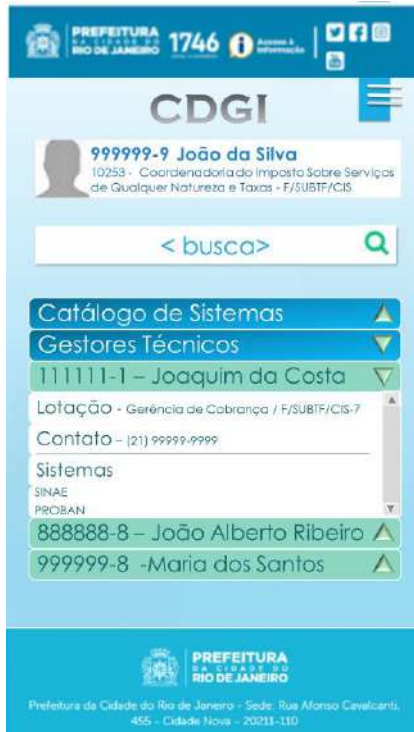 PREFEITURA
DA CIDADE DO
RIO DE JANEIRO
1746
Acesso à
Informação
CDGI
999999-9 João da Silva
10253 - Coordenadoria do Imposto Sobre Serviços
de Qualquer Natureza e Taxas - F/SUBTF/CIS
< busca>
Catálogo de Sistemas
Gestores Técnicos
111111-1 – Joaquim da Costa
Lotação - Gerência de Cobrança / F/SUBTF/CIS-7
Contato – (21) 99999-9999
Sistemas
SINAE
PROBAN
888888-8 – João Alberto Ribeiro
999999-8 -Maria dos Santos
PREFEITURA
DA CIDADE DO
RIO DE JANEIRO
Prefeitura da Cidade do Rio de Janeiro - Sede: Rua Afonso Cavalcanti,
455 - Cidade Nova - 20211-110